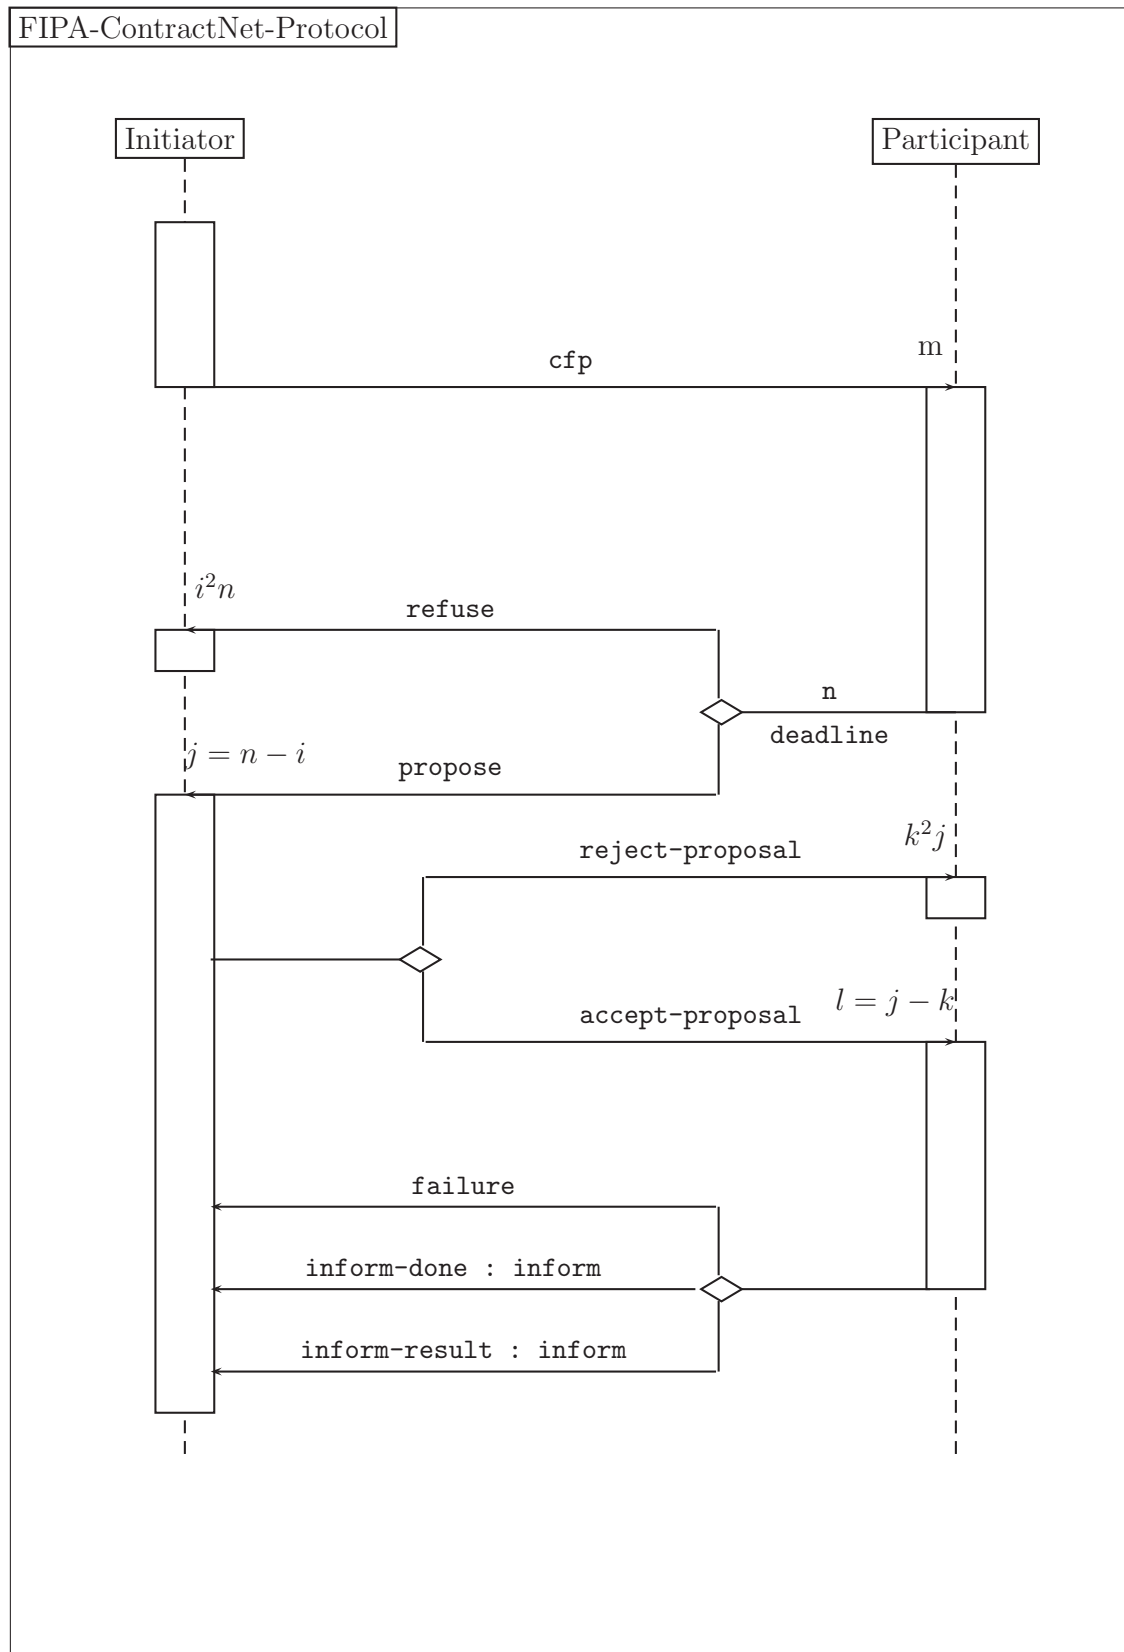 FIPA-ContractNet-Protocol
Initiator
Participant
m
cfp
i²n
refuse
n
deadline
j = n − i
propose
k²j
reject-proposal
l = j − k
accept-proposal
failure
inform-done : inform
inform-result : inform